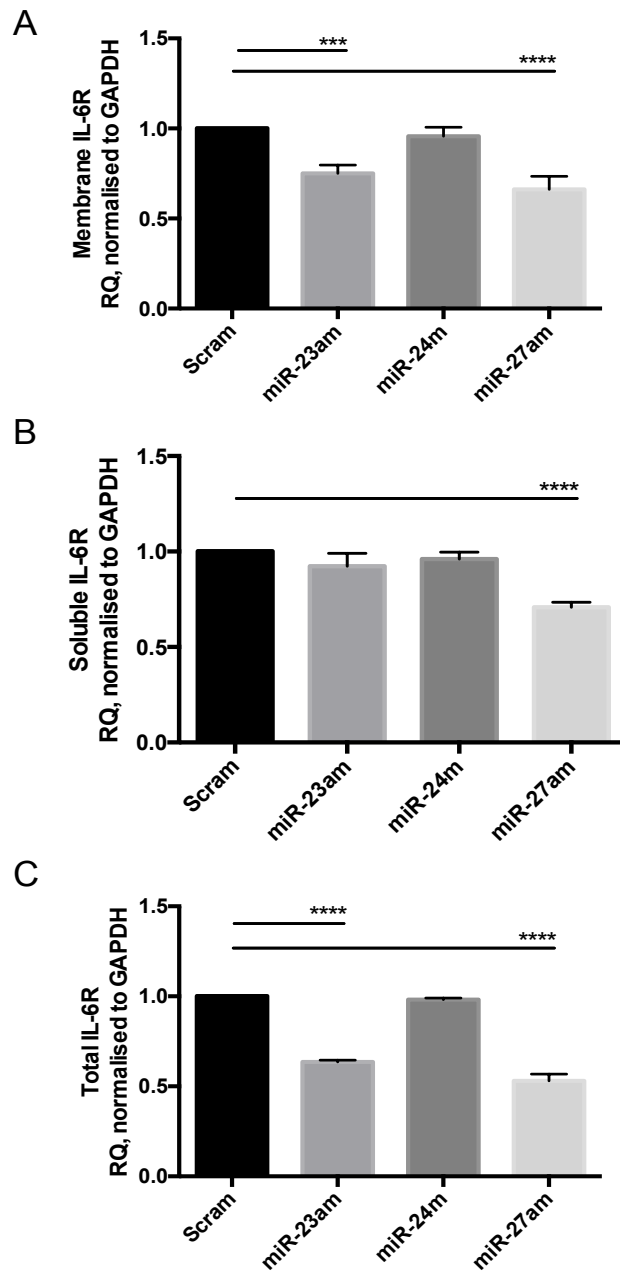 A
Membrane IL-6R
RQ, normalised to GAPDH
1.5
1.0
0.5
0.0
***
****
Scram
miR-23am
miR-24m
miR-27am
B
Soluble IL-6R
RQ, normalised to GAPDH
1.5
1.0
0.5
0.0
****
Scram
miR-23am
miR-24m
miR-27am
C
Total IL-6R
RQ, normalised to GAPDH
1.5
1.0
0.5
0.0
****
****
Scram
miR-23am
miR-24m
miR-27am